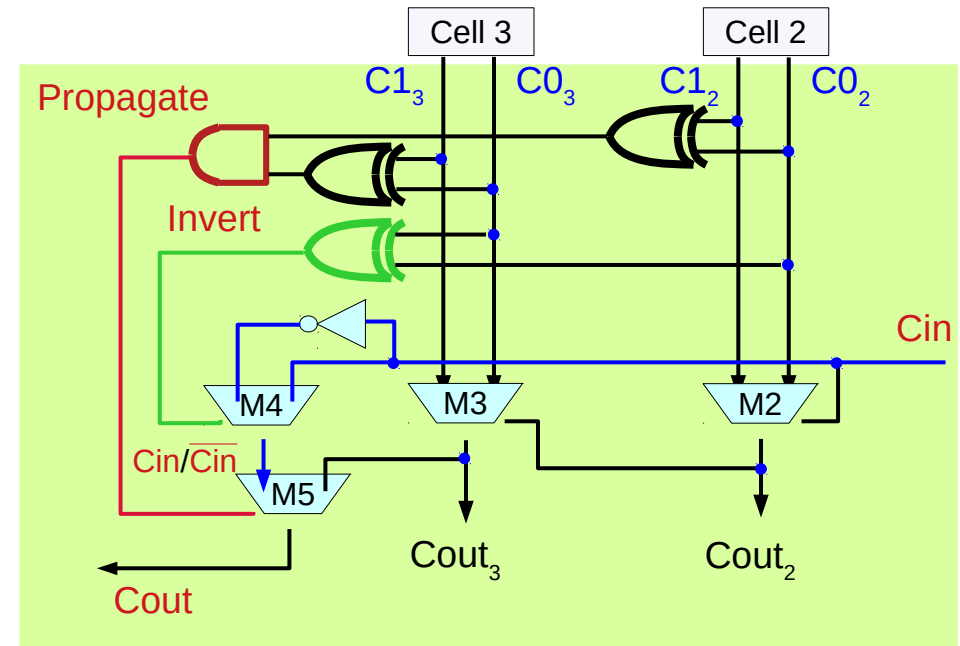 Cell 3
Cell 2
C1₃
C0₃
C1₂
C0₂
Propagate
Invert
Cin
M4
M3
M2
Cin/C̅i̅n̅
M5
Cout₃
Cout₂
Cout